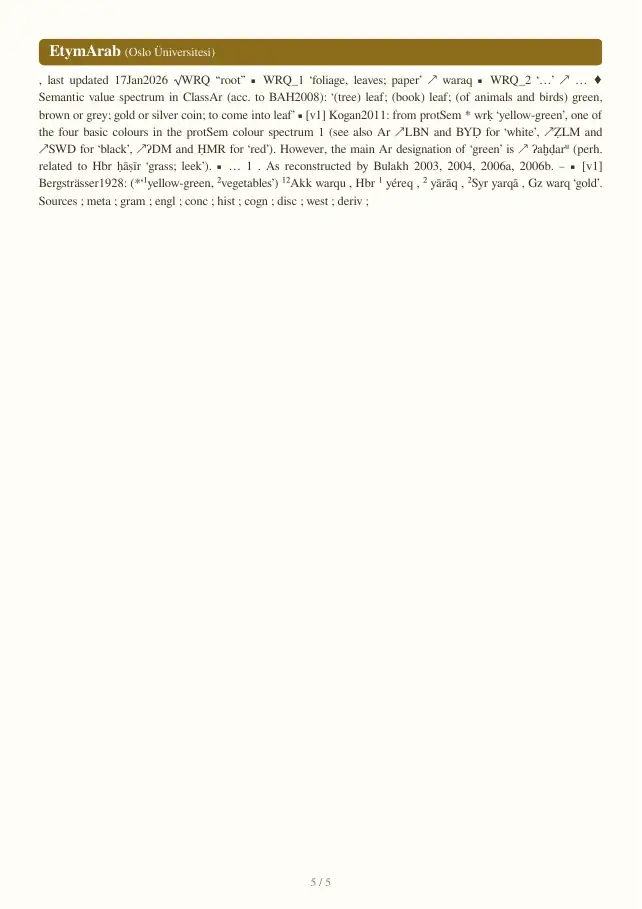 EtymArab (Oslo Üniversitesi)
, last updated 17Jan2026 √WRQ “root” ▪ WRQ_1 ‘foliage, leaves; paper’ ↗ waraq ▪ WRQ_2 ‘…’ ↗ … ♦
Semantic value spectrum in ClassAr (acc. to BAH2008): ‘(tree) leaf; (book) leaf; (of animals and birds) green,
brown or grey; gold or silver coin; to come into leaf’ ▪ [v1] Kogan2011: from protSem * wrḳ ‘yellow-green’, one of
the four basic colours in the protSem colour spectrum 1 (see also Ar ↗LBN and BYḌ for ‘white’, ↗ẒLM and
↗SWD for ‘black’, ↗ʔDM and ḤMR for ‘red’). However, the main Ar designation of ‘green’ is ↗ ʔaḫḍarᵘ (perh.
related to Hbr ḥāṣīr ‘grass; leek’). ▪ … 1 . As reconstructed by Bulakh 2003, 2004, 2006a, 2006b. – ▪ [v1]
Bergsträsser1928: (*‘¹yellow-green, ²vegetables’) ¹²Akk warqu , Hbr ¹ yéreq , ² yārāq , ²Syr yarqā , Gz warq ‘gold’.
Sources ; meta ; gram ; engl ; conc ; hist ; cogn ; disc ; west ; deriv ;
5 / 5